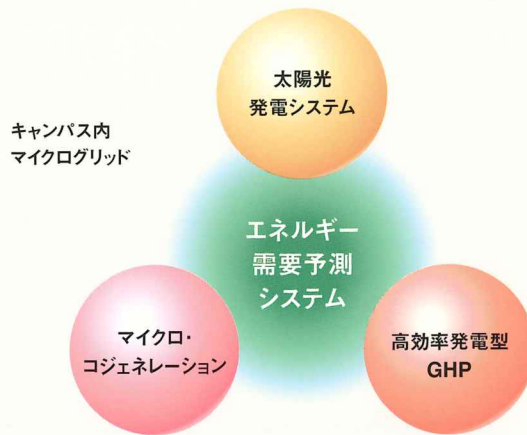 太陽光
発電システム
キャンパス内
マイクログリッド
エネルギー
需要予測
システム
マイクロ・
コジェネレーション
高効率発電型
GHP